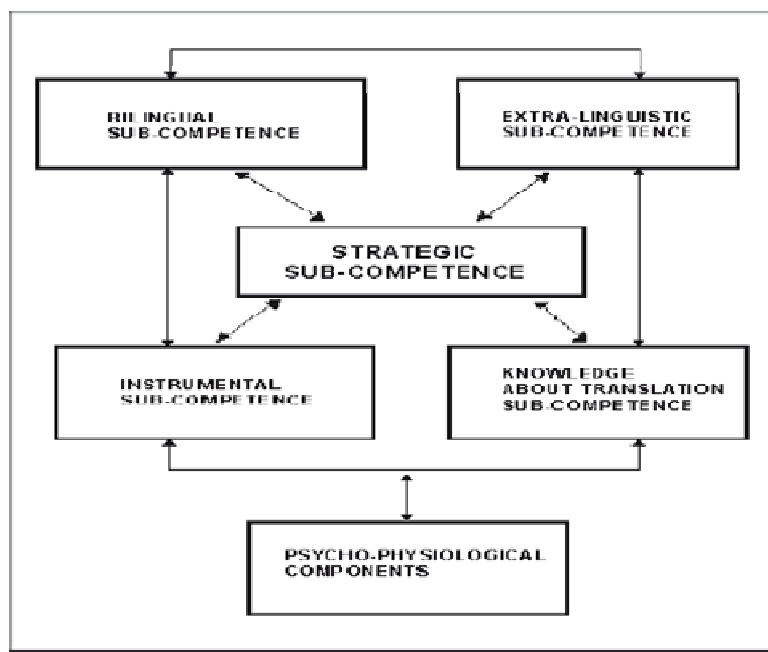 BILINGUAL
SUB-COMPETENCE
EXTRA-LINGUISTIC
SUB-COMPETENCE
STRATEGIC
SUB-COMPETENCE
INSTRUMENTAL
SUB-COMPETENCE
KNOWLEDGE
ABOUT TRANSLATION
SUB-COMPETENCE
PSYCHO-PHYSIOLOGICAL
COMPONENTS